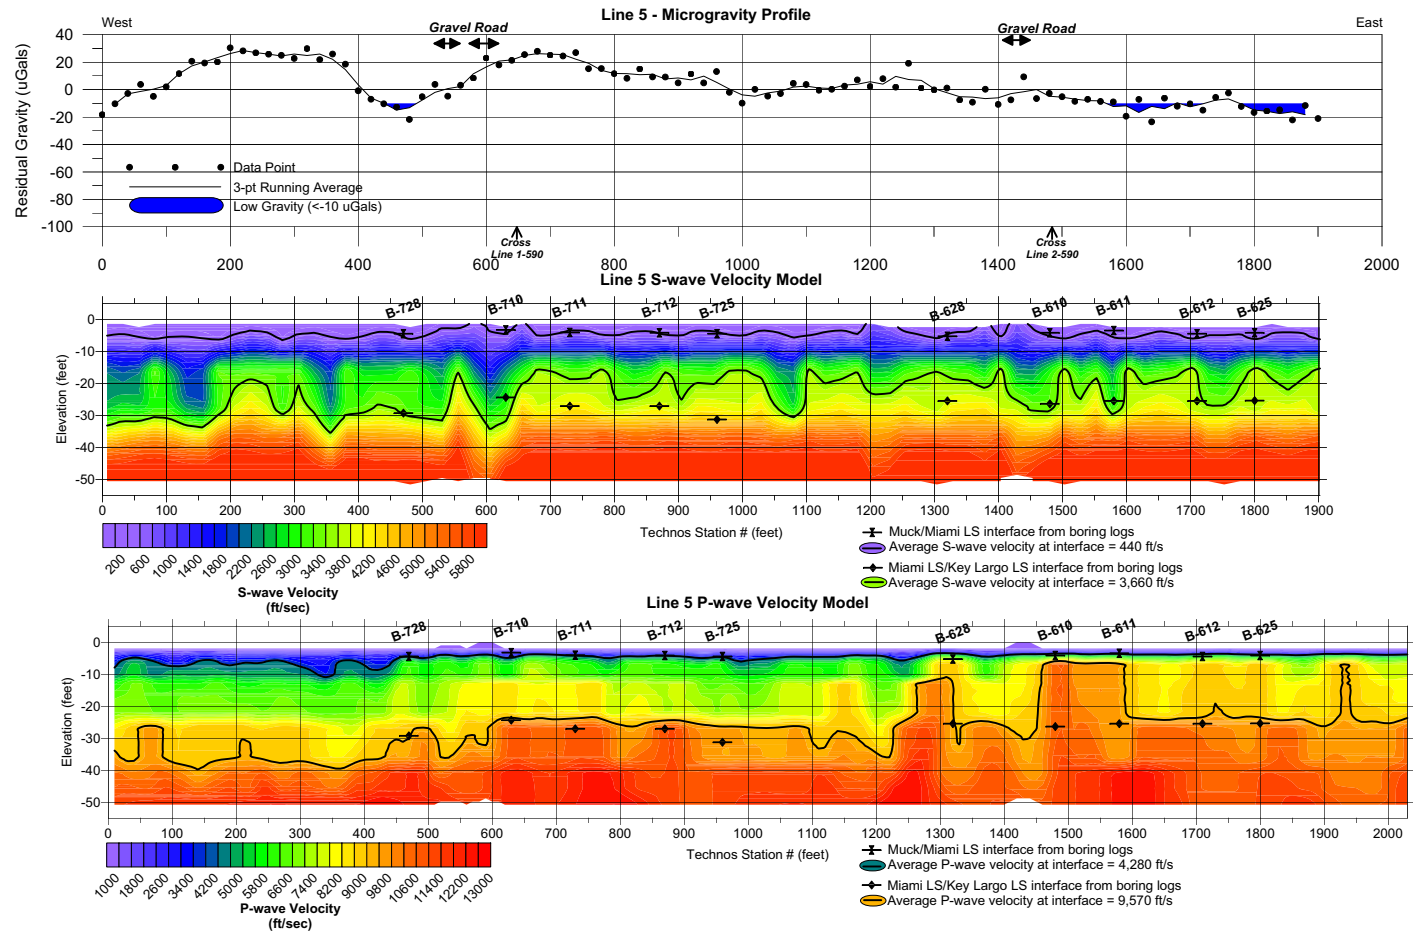 Line 5 - Microgravity Profile
West
East
Gravel Road
Gravel Road
Residual Gravity (uGals)
40
20
0
-20
-40
-60
-80
-100
Data Point
3-pt Running Average
Low Gravity (<-10 uGals)
Cross
Line 1-590
Cross
Line 2-590
0 200 400 600 800 1000 1200 1400 1600 1800 2000
Line 5 S-wave Velocity Model
B-728 B-710 B-711 B-712 B-725 B-628 B-610 B-611 B-612 B-625
Elevation (feet)
0
-10
-20
-30
-40
-50
0 100 200 300 400 500 600 700 800 900 1000 1100 1200 1300 1400 1500 1600 1700 1800 1900
200 400 1000 1400 1800 2200 2600 3000 3400 3800 4200 4600 5000 5400 5800
S-wave Velocity
(ft/sec)
Technos Station # (feet)
Muck/Miami LS interface from boring logs
Average S-wave velocity at interface = 440 ft/s
Miami LS/Key Largo LS interface from boring logs
Average S-wave velocity at interface = 3,660 ft/s
Line 5 P-wave Velocity Model
B-728 B-710 B-711 B-712 B-725 B-628 B-610 B-611 B-612 B-625
Elevation (feet)
0
-10
-20
-30
-40
-50
0 100 200 300 400 500 600 700 800 900 1000 1100 1200 1300 1400 1500 1600 1700 1800 1900 2000
1000 1800 2600 3400 4200 5000 5800 6600 7400 8200 9000 9800 10600 11400 12200 13000
P-wave Velocity
(ft/sec)
Technos Station # (feet)
Muck/Miami LS interface from boring logs
Average P-wave velocity at interface = 4,280 ft/s
Miami LS/Key Largo LS interface from boring logs
Average P-wave velocity at interface = 9,570 ft/s